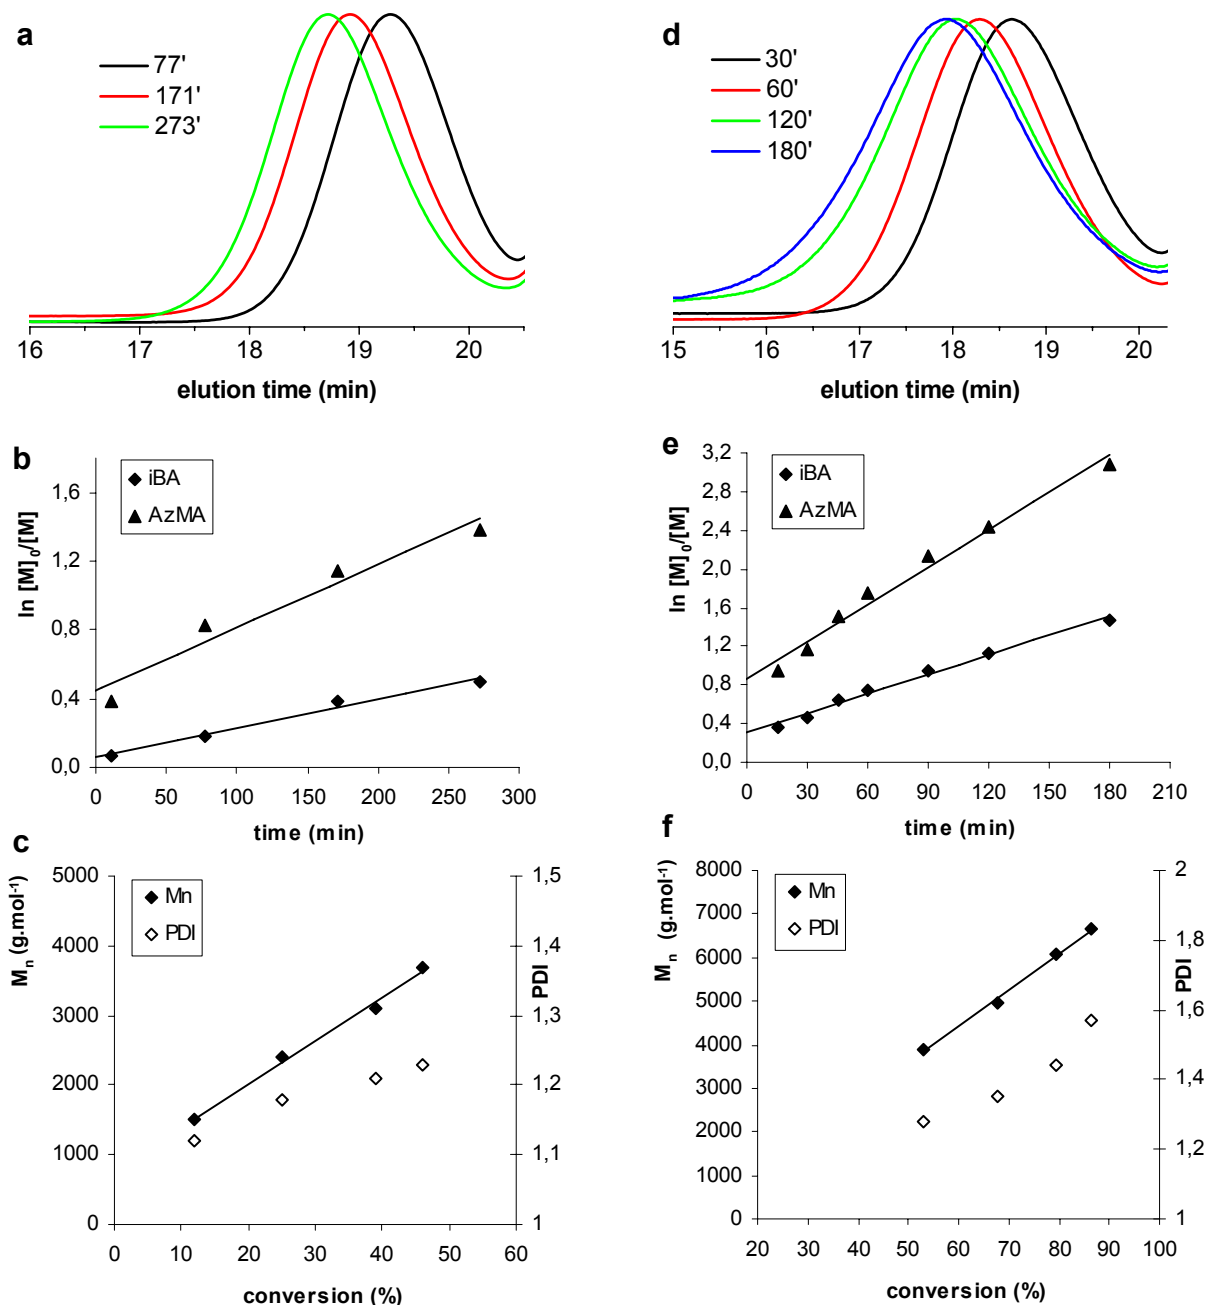 a
77'
171'
273'
16 17 18 19 20
elution time (min)
d
30'
60'
120'
180'
15 16 17 18 19 20
elution time (min)
b
iBA
AzMA
ln [M]₀/[M]
1,6
1,2
0,8
0,4
0,0
0 50 100 150 200 250 300
time (min)
e
iBA
AzMA
ln [M]₀/[M]
3,2
2,8
2,4
2,0
1,6
1,2
0,8
0,4
0,0
0 30 60 90 120 150 180 210
time (min)
c
Mn
PDI
Mₙ (g.mol⁻¹)
5000
4000
3000
2000
1000
0
PDI
1,5
1,4
1,3
1,2
1,1
1
0 10 20 30 40 50 60
conversion (%)
f
Mn
PDI
Mₙ (g.mol⁻¹)
8000
7000
6000
5000
4000
3000
2000
1000
0
PDI
2
1,8
1,6
1,4
1,2
1
20 30 40 50 60 70 80 90 100
conversion (%)